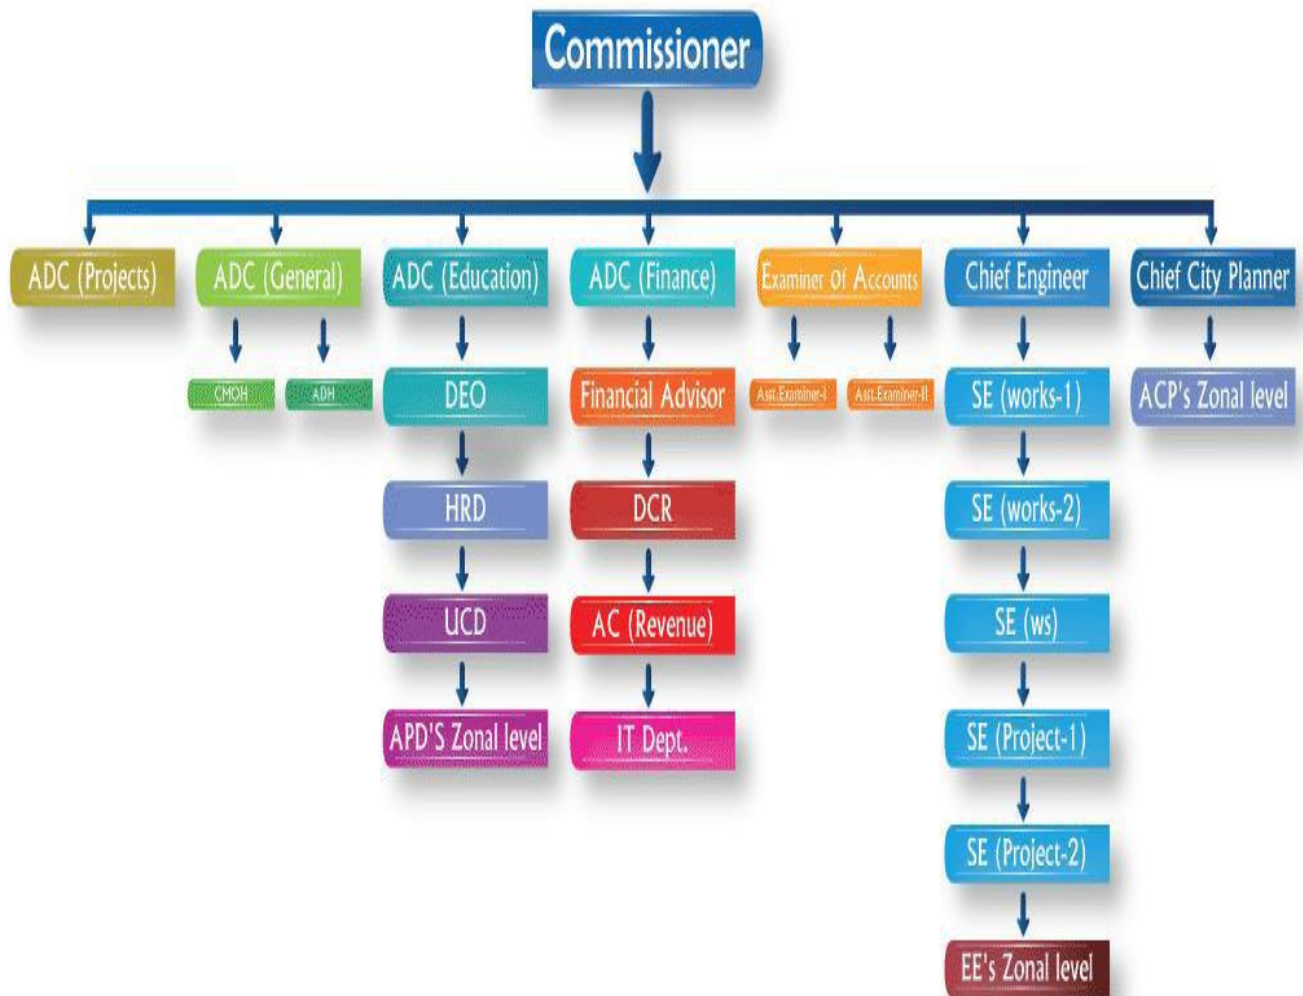 Commissioner
ADC (Projects)
ADC (General)
ADC (Education)
ADC (Finance)
Examiner Of Accounts
Chief Engineer
Chief City Planner
CMOH
ADH
DEO
Financial Advisor
Asst.Examiner-I
Asst.Examiner-II
SE (works-1)
ACP's Zonal level
HRD
DCR
SE (works-2)
UCD
AC (Revenue)
SE (ws)
APD'S Zonal level
IT Dept.
SE (Project-1)
SE (Project-2)
EE's Zonal level